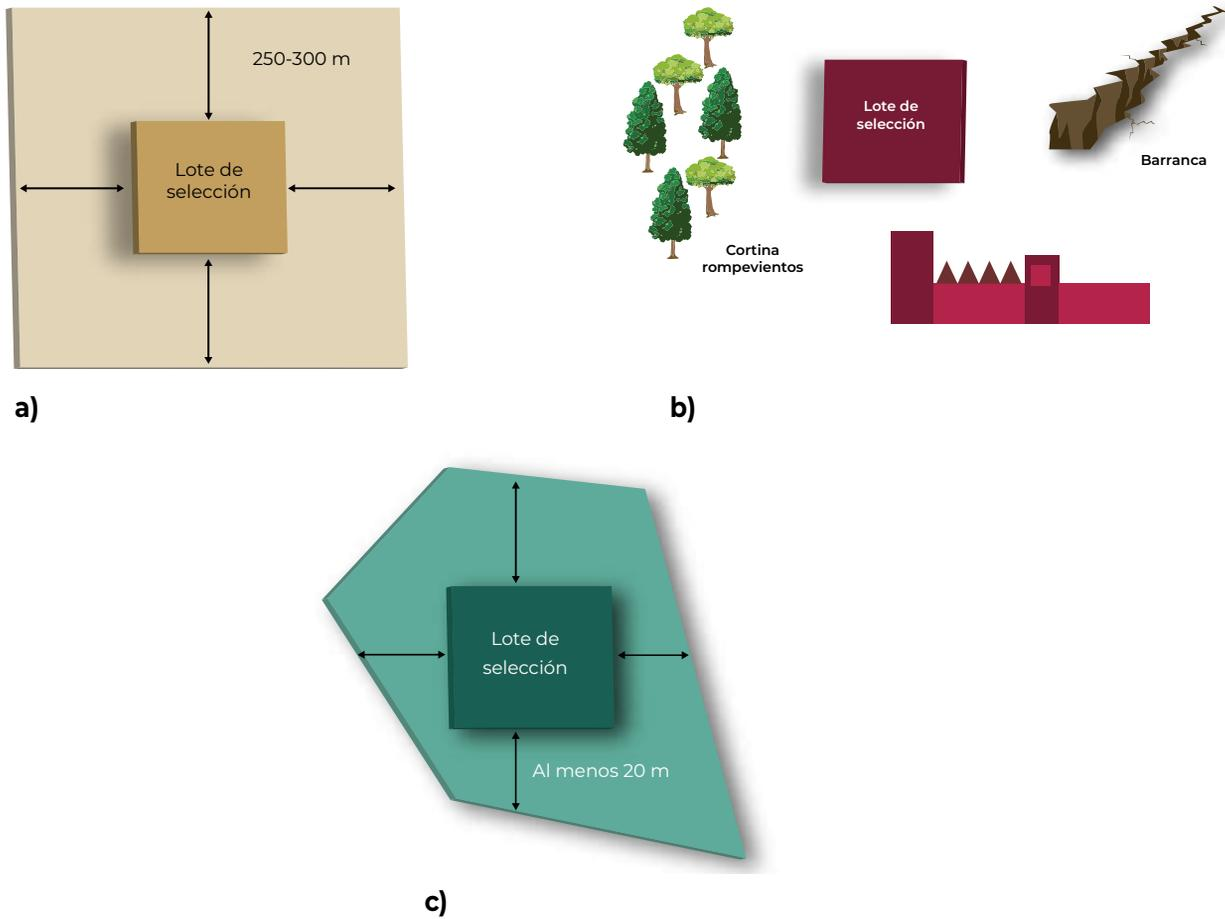 250-300 m
Lote de
selección
a)
Lote de
selección
Barranca
Cortina
rompevientos
b)
Lote de
selección
Al menos 20 m
c)